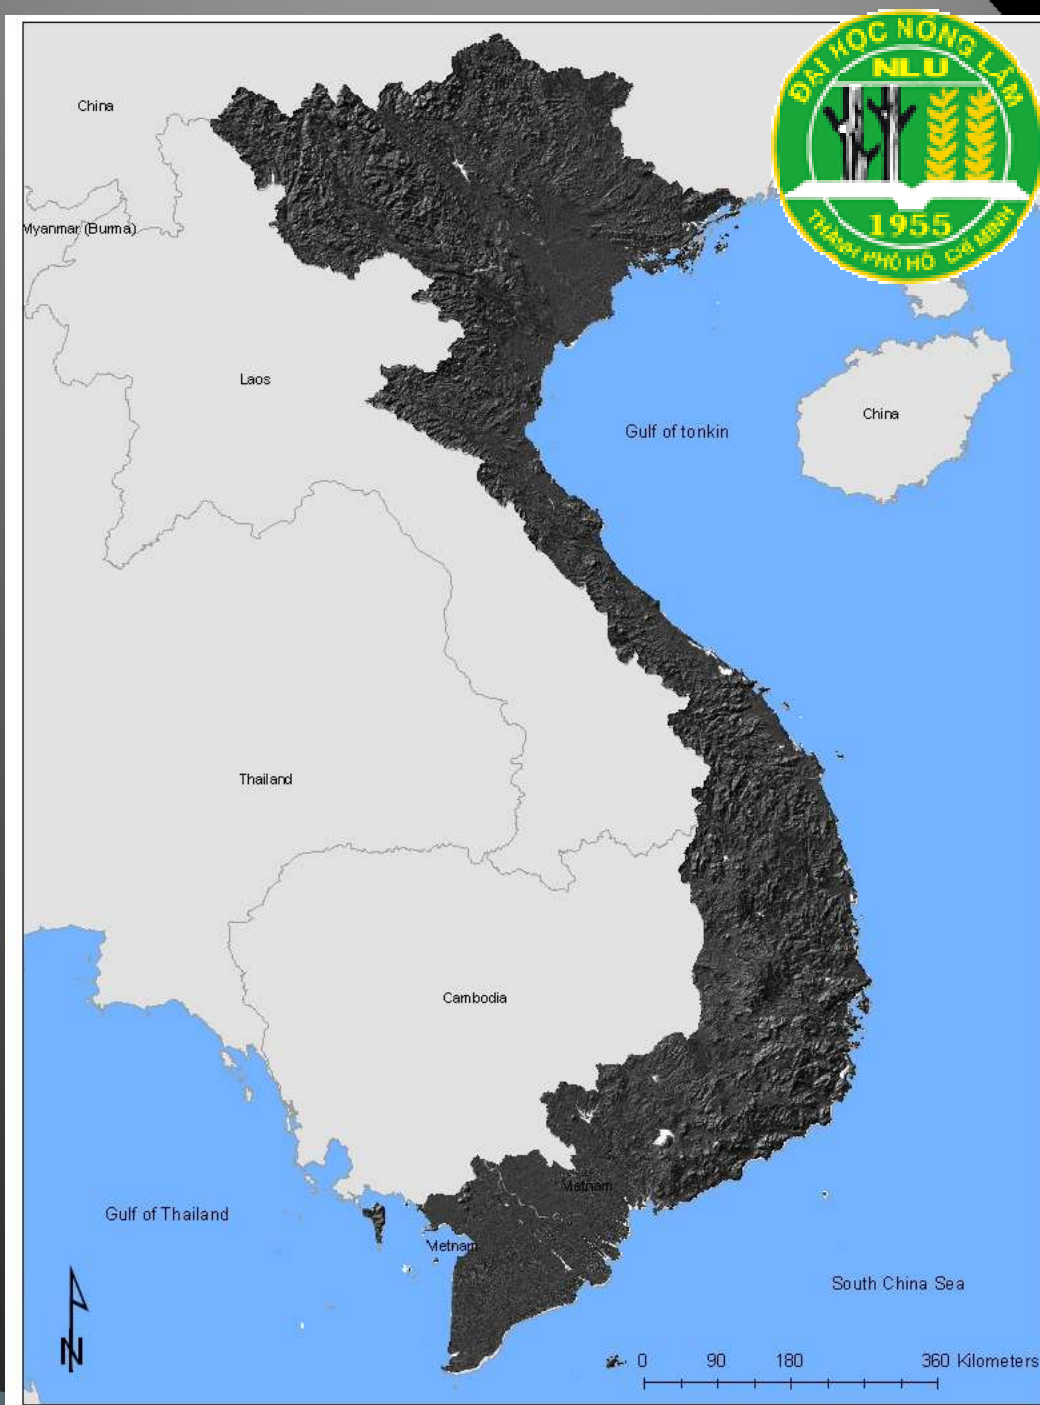 ĐẠI HỌC NÔNG LÂM
NLU
1955
THÀNH PHỐ HỒ CHÍ MINH
China
Myanmar (Burma)
Laos
Gulf of tonkin
China
Thailand
Cambodia
Vietnam
Gulf of Thailand
Vietnam
South China Sea
N
0 90 180 360 Kilometers